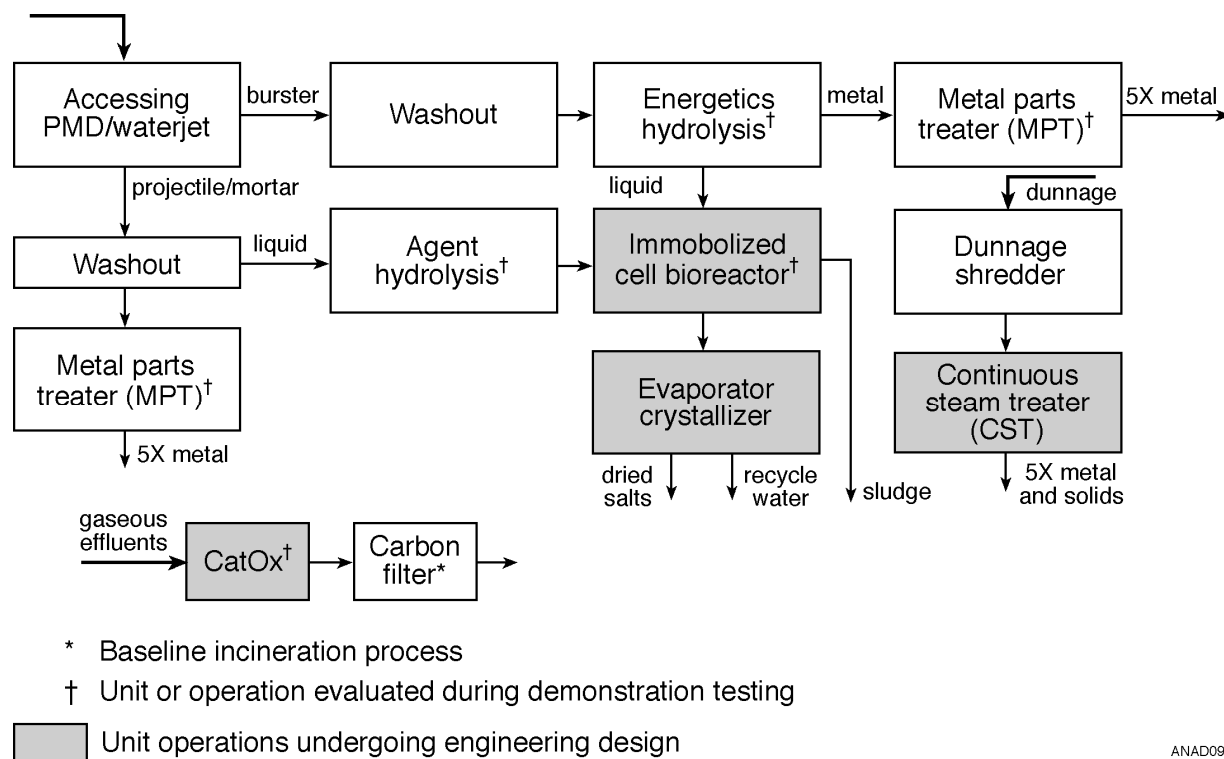 Accessing
PMD/waterjet
burster
Washout
Energetics
hydrolysis†
metal
Metal parts
treater (MPT)†
5X metal
projectile/mortar
liquid
dunnage
Washout
liquid
Agent
hydrolysis†
Immobolized
cell bioreactor†
Dunnage
shredder
Metal parts
treater (MPT)†
Evaporator
crystallizer
Continuous
steam treater
(CST)
5X metal
dried
salts
recycle
water
sludge
5X metal
and solids
gaseous
effluents
CatOx†
Carbon
filter*
* Baseline incineration process
† Unit or operation evaluated during demonstration testing
Unit operations undergoing engineering design
ANAD09